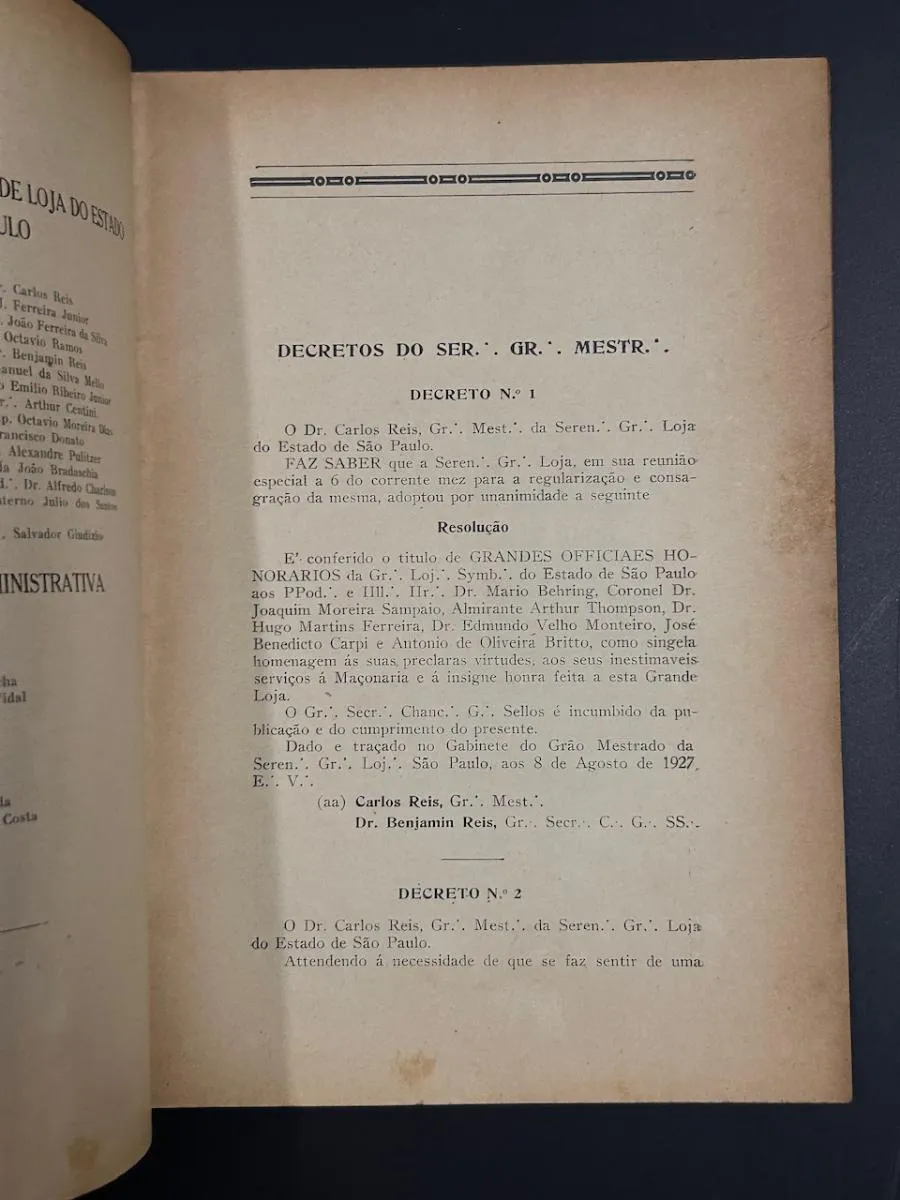 DE LOJA DO ESTADO
ULO
Carlos Reis
Ferreira Junior
João Ferreira da Silva
Octavio Ramos
Benjamin Reis
anuel da Silva Mello
Emilio Ribeiro Junior
Arthur Centini
Octavio Moreira Dias
rancisco Donato
Alexandre Pulitzer
João Bradaschia
Dr. Alfredo Charlson
terno Julio dos Santos
Salvador Giudizio
MINISTRATIVA
cha
Vidal
Costa
DECRETOS DO SER.·. GR.·. MESTR.·.
DECRETO N.º 1
O Dr. Carlos Reis, Gr.·. Mest.·. da Seren.·. Gr.·. Loja
do Estado de São Paulo.
FAZ SABER que a Seren.·. Gr.·. Loja, em sua reunião
especial a 6 do corrente mez para a regularização e consa-
gração da mesma, adoptou por unanimidade a seguinte
Resolução
E' conferido o titulo de GRANDES OFFICIAES HO-
NORARIOS da Gr.·. Loj.·. Symb.·. do Estado de São Paulo
aos PPod.·. e Ill.·. IIr.·. Dr. Mario Behring, Coronel Dr.
Joaquim Moreira Sampaio, Almirante Arthur Thompson, Dr.
Hugo Martins Ferreira, Dr. Edmundo Velho Monteiro, José
Benedicto Carpi e Antonio de Oliveira Britto, como singela
homenagem ás suas preclaras virtudes, aos seus inestimaveis
serviços á Maçonaria e á insigne honra feita a esta Grande
Loja.
O Gr.·. Secr.·. Chanc.·. G.·. Sellos é incumbido da pu-
blicação e do cumprimento do presente.
Dado e traçado no Gabinete do Grão Mestrado da
Seren.·. Gr.·. Loj.·. São Paulo, aos 8 de Agosto de 1927,
E.·. V.·.
(aa) Carlos Reis, Gr.·. Mest.·.
Dr. Benjamin Reis, Gr.·. Secr.·. C.·. G.·. SS.·.
DECRETO N.º 2
O Dr. Carlos Reis, Gr.·. Mest.·. da Seren.·. Gr.·. Loja
do Estado de São Paulo.
Attendendo á necessidade de que se faz sentir de uma